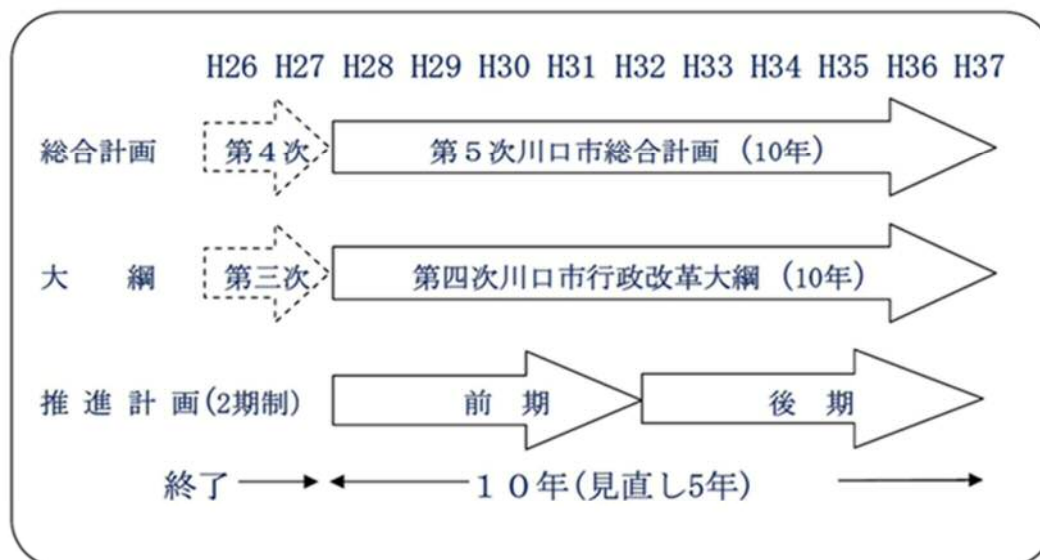 H26 H27 H28 H29 H30 H31 H32 H33 H34 H35 H36 H37
総合計画 第４次 第５次川口市総合計画 (10年)
大　　綱 第三次 第四次川口市行政改革大綱 (10年)
推 進 計 画(2期制) 前　期 後　期
終了 １０年(見直し5年)